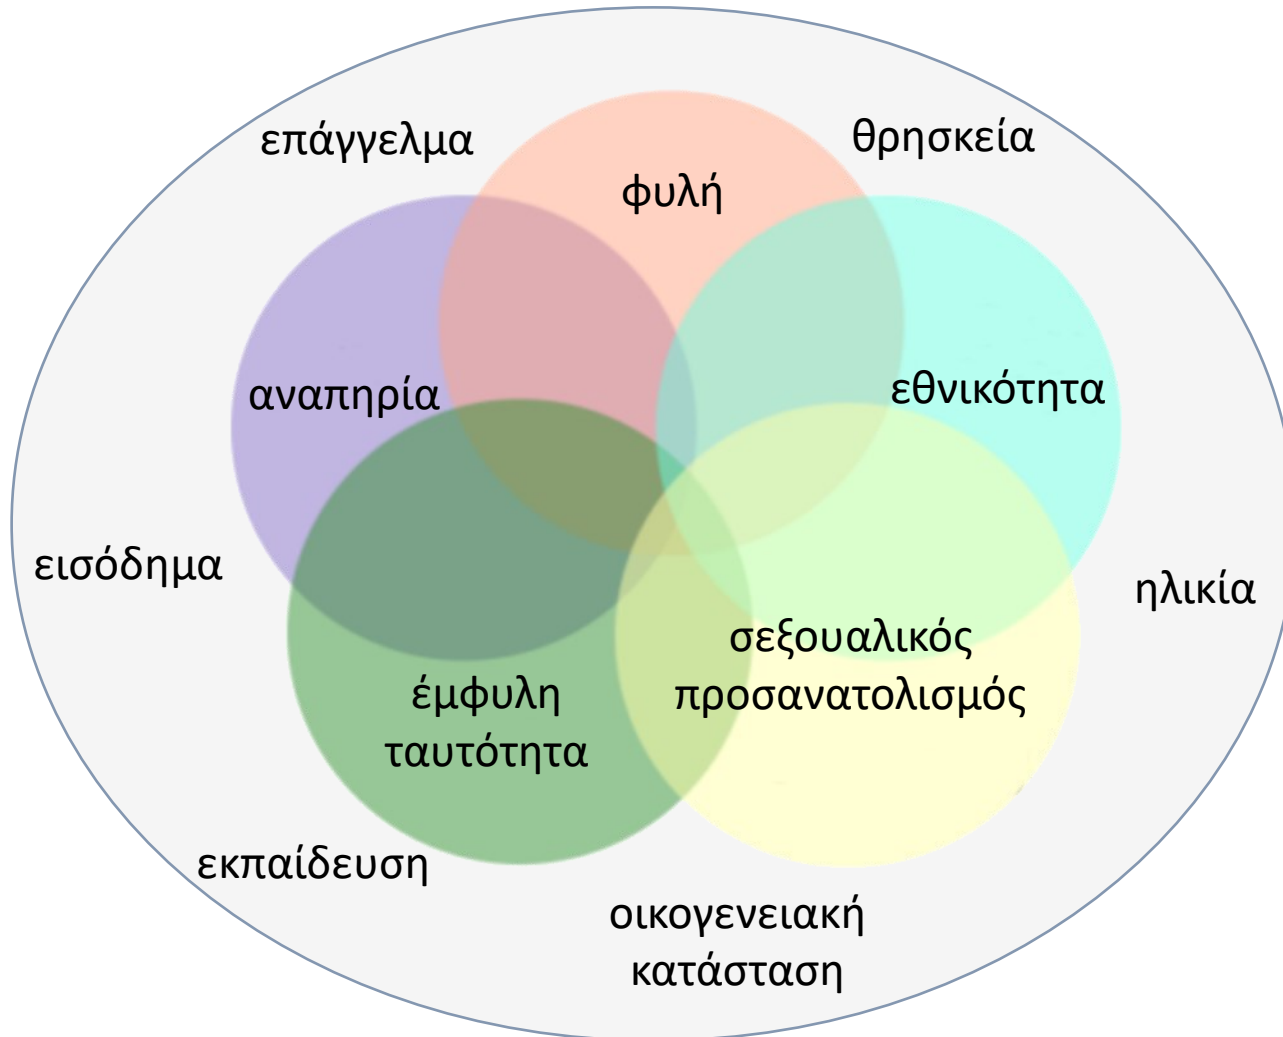 επάγγελμα
θρησκεία
φυλή
αναπηρία
εθνικότητα
εισόδημα
ηλικία
σεξουαλικός
προσανατολισμός
έμφυλη
ταυτότητα
εκπαίδευση
οικογενειακή
κατάσταση